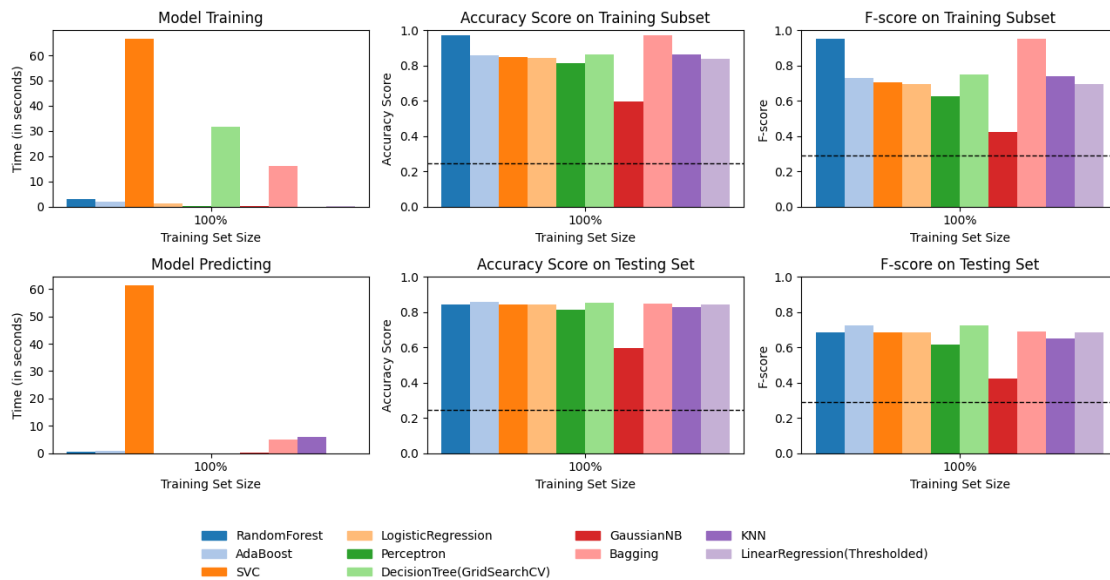 Model Training
Time (in seconds)
60
50
40
30
20
10
0
100%
Training Set Size
Accuracy Score on Training Subset
Accuracy Score
1.0
0.8
0.6
0.4
0.2
0.0
100%
Training Set Size
F-score on Training Subset
F-score
1.0
0.8
0.6
0.4
0.2
0.0
100%
Training Set Size
Model Predicting
Time (in seconds)
60
50
40
30
20
10
0
100%
Training Set Size
Accuracy Score on Testing Set
Accuracy Score
1.0
0.8
0.6
0.4
0.2
0.0
100%
Training Set Size
F-score on Testing Set
F-score
1.0
0.8
0.6
0.4
0.2
0.0
100%
Training Set Size
RandomForest
AdaBoost
SVC
LogisticRegression
Perceptron
DecisionTree(GridSearchCV)
GaussianNB
Bagging
KNN
LinearRegression(Thresholded)